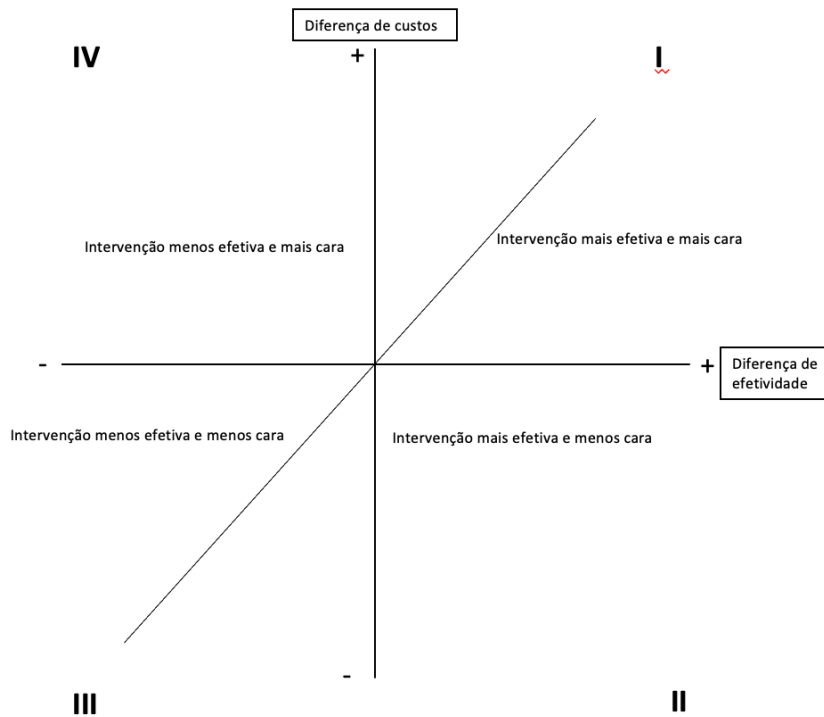 Diferença de custos
IV
+
I
Intervenção menos efetiva e mais cara
Intervenção mais efetiva e mais cara
-
+
Diferença de
efetividade
Intervenção menos efetiva e menos cara
Intervenção mais efetiva e menos cara
-
III
II